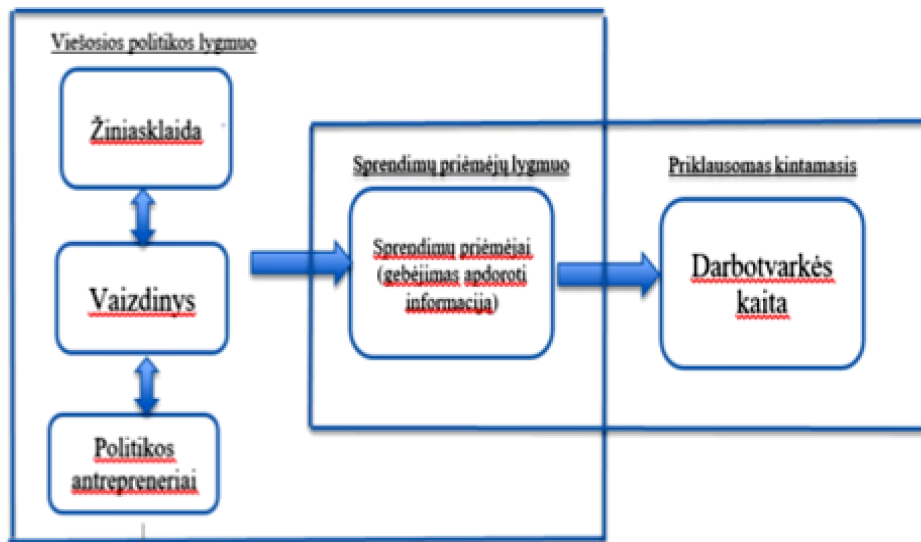 Viešosios politikos lygmuo
Žiniasklaida
Vaizdinys
Politikos
antrepreneriai
Sprendimų priėmėjų lygmuo
Sprendimų priėmėjai
(gebėjimas apdoroti
informaciją)
Priklausomas kintamasis
Darbotvarkės
kaita